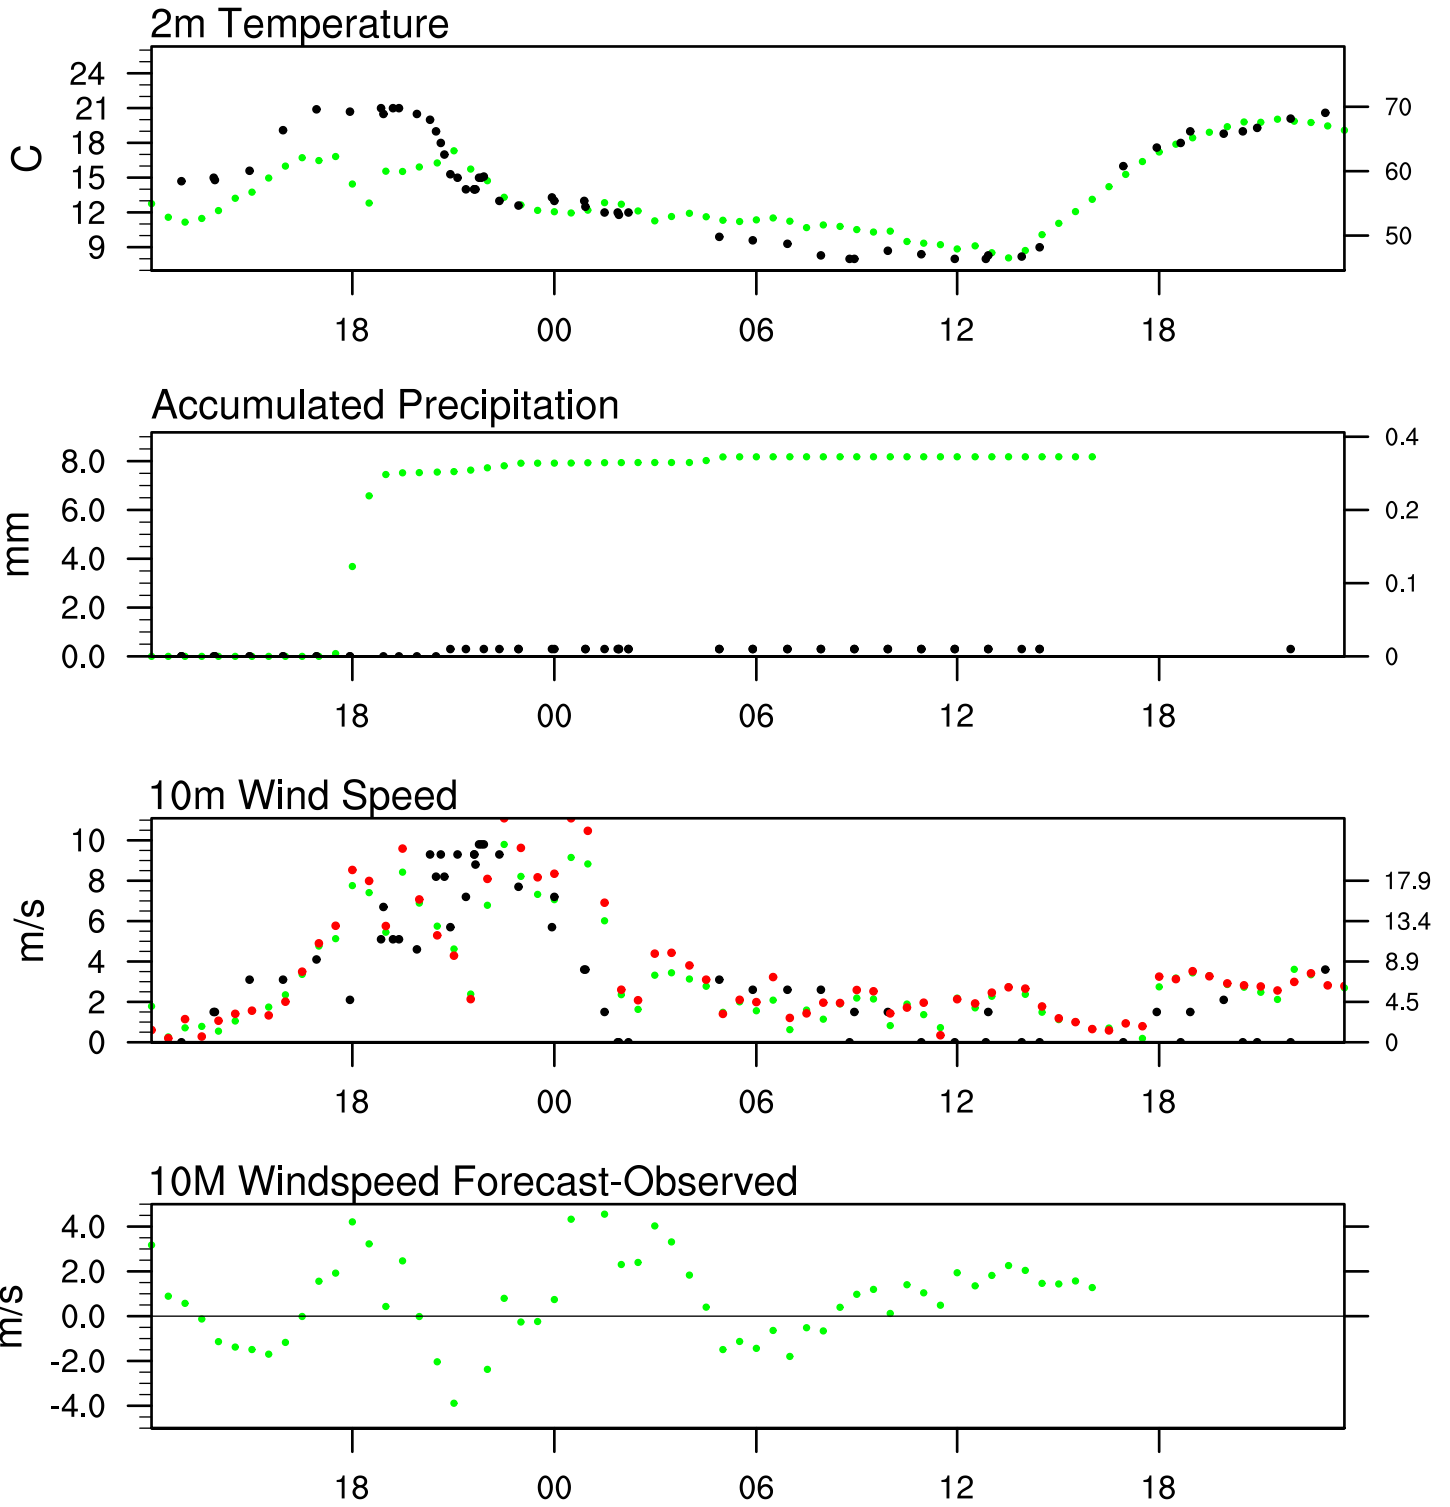 2m Temperature
24
21
18
15
12
9
C
70
60
50
18 00 06 12 18
Accumulated Precipitation
8.0
6.0
4.0
2.0
0.0
mm
0.4
0.2
0.1
0
18 00 06 12 18
10m Wind Speed
10
8
6
4
2
0
m/s
17.9
13.4
8.9
4.5
0
18 00 06 12 18
10M Windspeed Forecast-Observed
4.0
2.0
0.0
-2.0
-4.0
m/s
18 00 06 12 18